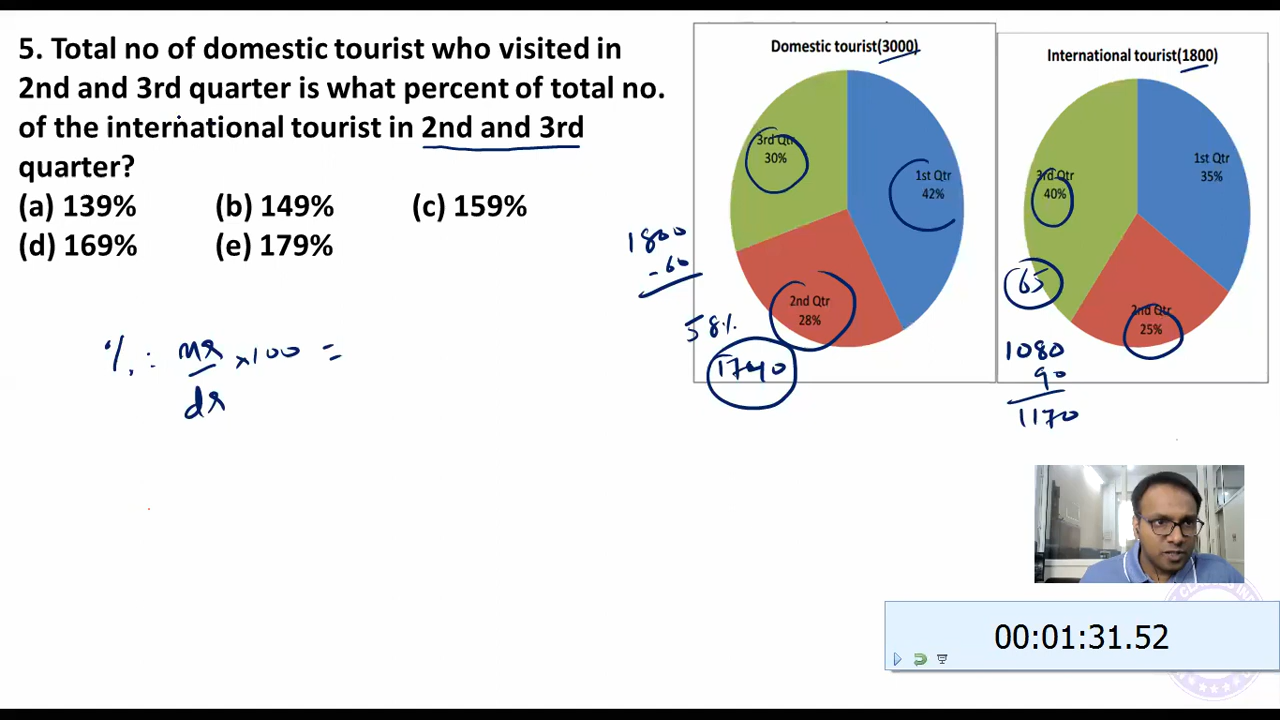 5. Total no of domestic tourist who visited in
2nd and 3rd quarter is what percent of total no.
of the international tourist in 2nd and 3rd
quarter?
(a) 139% (b) 149% (c) 159%
(d) 169% (e) 179%
Domestic tourist(3000)
3rd Qtr
30%
1st Qtr
42%
2nd Qtr
28%
International tourist(1800)
1st Qtr
35%
3rd Qtr
40%
2nd Qtr
25%
1800
-60
58%
1740
65
1080
90
1170
%: Nr/dr ×100 =
00:01:31.52